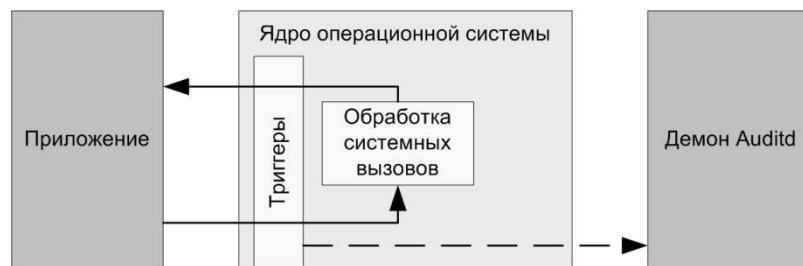 Приложение
Ядро операционной системы
Триггеры
Обработка
системных
вызовов
Демон Auditd